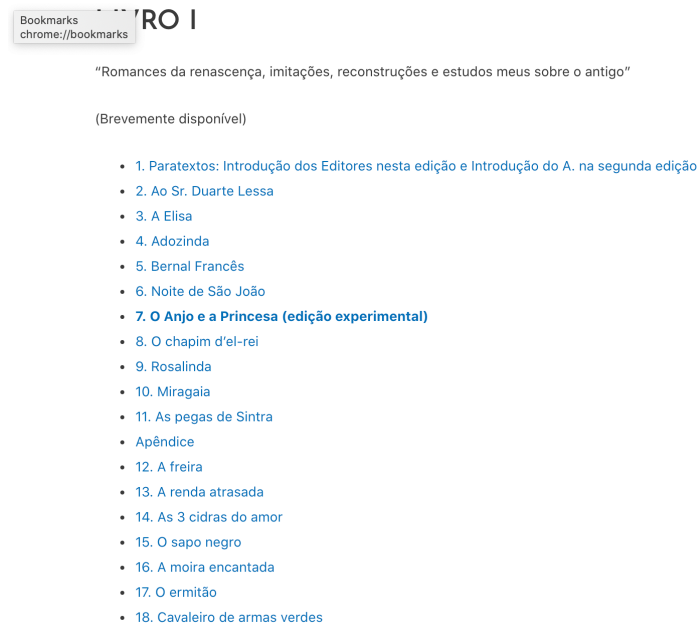 Bookmarks
chrome://bookmarks
VRO I
“Romances da renascença, imitações, reconstruções e estudos meus sobre o antigo”
(Brevemente disponível)
• 1. Paratextos: Introdução dos Editores nesta edição e Introdução do A. na segunda edição
• 2. Ao Sr. Duarte Lessa
• 3. A Elisa
• 4. Adozinda
• 5. Bernal Francês
• 6. Noite de São João
• 7. O Anjo e a Princesa (edição experimental)
• 8. O chapim d’el-rei
• 9. Rosalinda
• 10. Miragaia
• 11. As pegas de Sintra
• Apêndice
• 12. A freira
• 13. A renda atrasada
• 14. As 3 cidras do amor
• 15. O sapo negro
• 16. A moira encantada
• 17. O ermitão
• 18. Cavaleiro de armas verdes